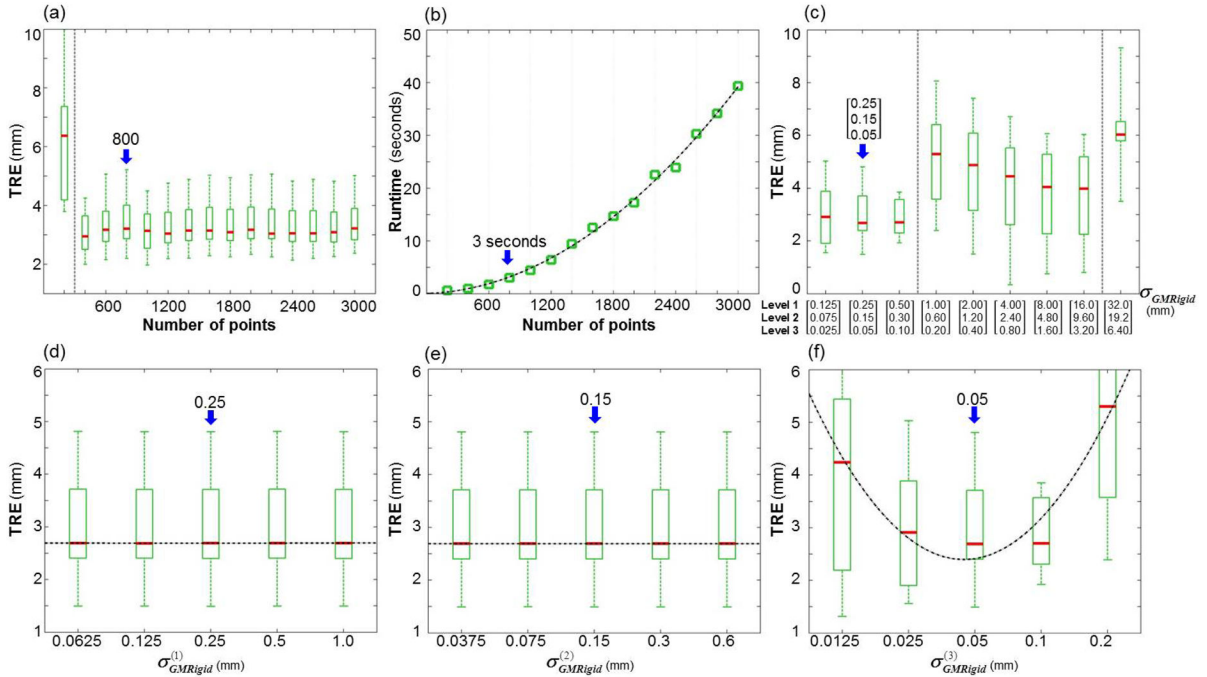 (a)
TRE (mm)
10
8
6
4
2
800
600 1200 1800 2400 3000
Number of points
(b)
Runtime (seconds)
50
40
30
20
10
0
3 seconds
600 1200 1800 2400 3000
Number of points
(c)
TRE (mm)
10
8
6
4
2
0
0.25
0.15
0.05
σGMRigid
(mm)
Level 1 0.125 0.25 0.50 1.00 2.00 4.00 8.00 16.0 32.0
Level 2 0.075 0.15 0.30 0.60 1.20 2.40 4.80 9.60 19.2
Level 3 0.025 0.05 0.10 0.20 0.40 0.80 1.60 3.20 6.40
(d)
TRE (mm)
6
5
4
3
2
1
0.25
0.0625 0.125 0.25 0.5 1.0
σ(1)GMRigid (mm)
(e)
TRE (mm)
6
5
4
3
2
1
0.15
0.0375 0.075 0.15 0.3 0.6
σ(2)GMRigid (mm)
(f)
TRE (mm)
6
5
4
3
2
1
0.05
0.0125 0.025 0.05 0.1 0.2
σ(3)GMRigid (mm)